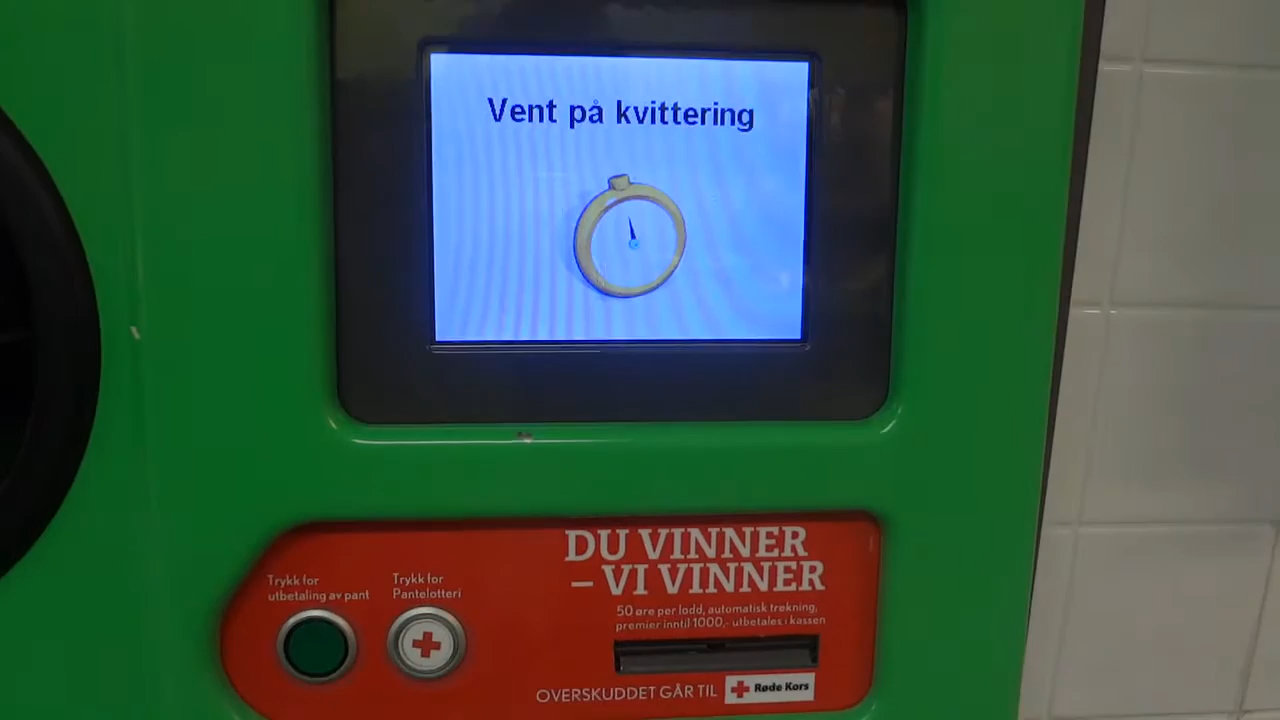 Vent på kvittering
DU VINNER
– VI VINNER
Trykk for
utbetaling av pant
Trykk for
Pantelotteri
50 øre per lodd, automatisk trekning,
premier inntil 1000,- utbetales i kassen
OVERSKUDDET GÅR TIL
Røde Kors